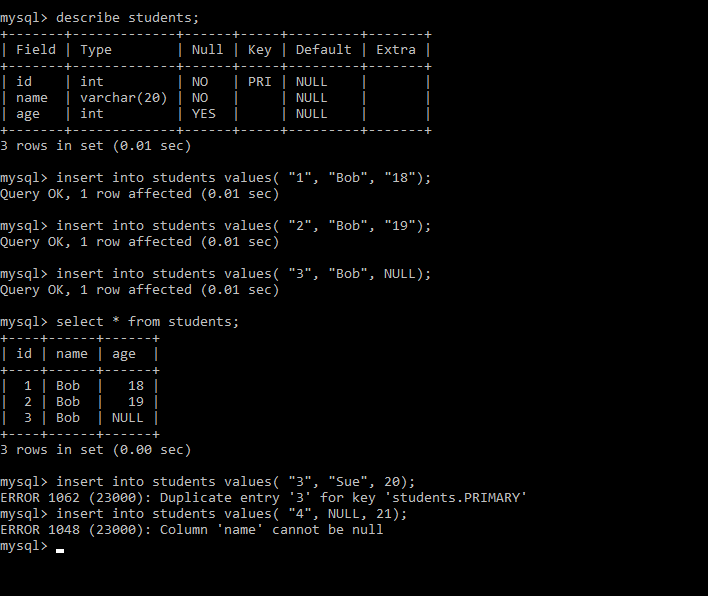 mysql> describe students;
+-------+-------------+------+-----+---------+-------+
| Field | Type        | Null | Key | Default | Extra |
+-------+-------------+------+-----+---------+-------+
| id    | int         | NO   | PRI | NULL    |       |
| name  | varchar(20) | NO   |     | NULL    |       |
| age   | int         | YES  |     | NULL    |       |
+-------+-------------+------+-----+---------+-------+
3 rows in set (0.01 sec)

mysql> insert into students values( "1", "Bob", "18");
Query OK, 1 row affected (0.01 sec)

mysql> insert into students values( "2", "Bob", "19");
Query OK, 1 row affected (0.01 sec)

mysql> insert into students values( "3", "Bob", NULL);
Query OK, 1 row affected (0.01 sec)

mysql> select * from students;
+----+------+------+
| id | name | age  |
+----+------+------+
|  1 | Bob  |   18 |
|  2 | Bob  |   19 |
|  3 | Bob  | NULL |
+----+------+------+
3 rows in set (0.00 sec)

mysql> insert into students values( "3", "Sue", 20);
ERROR 1062 (23000): Duplicate entry '3' for key 'students.PRIMARY'
mysql> insert into students values( "4", NULL, 21);
ERROR 1048 (23000): Column 'name' cannot be null
mysql> _